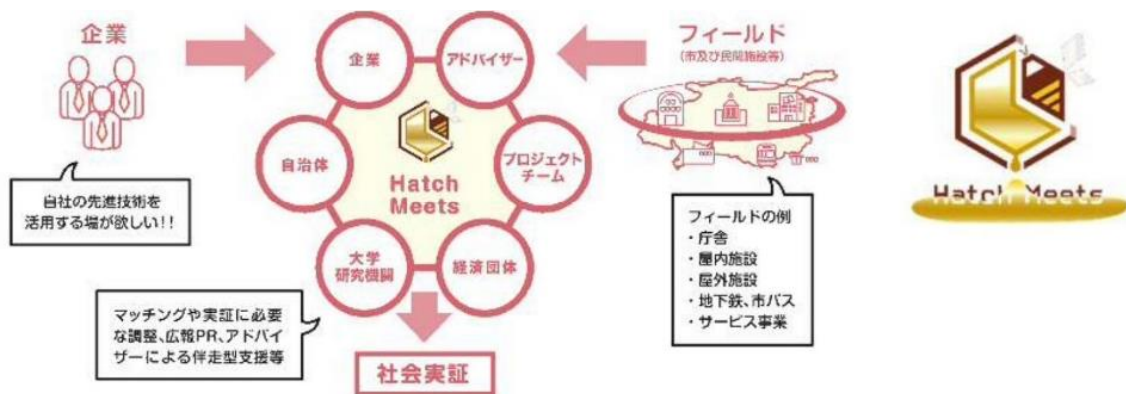 企業
自社の先進技術を
活用する場が欲しい!!
企業
アドバイザー
自治体
プロジェクト
チーム
Hatch
Meets
大学
研究機関
経済団体
マッチングや実証に必要
な調整、広報PR、アドバイ
ザーによる伴走型支援等
社会実証
フィールド
(市及び民間施設等)
フィールドの例
・庁舎
・屋内施設
・屋外施設
・地下鉄、市バス
・サービス事業
Hatch Meets